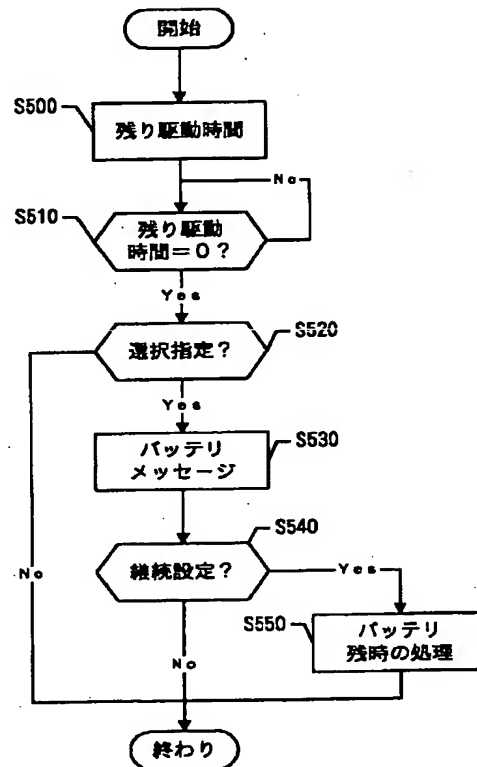 開始
S500
残り駆動時間
No
S510
残り駆動
時間=0?
Yes
S520
選択指定?
Yes
S530
バッテリ
メッセージ
S540
継続設定?
Yes
No
S550
バッテリ
残時の処理
No
終わり